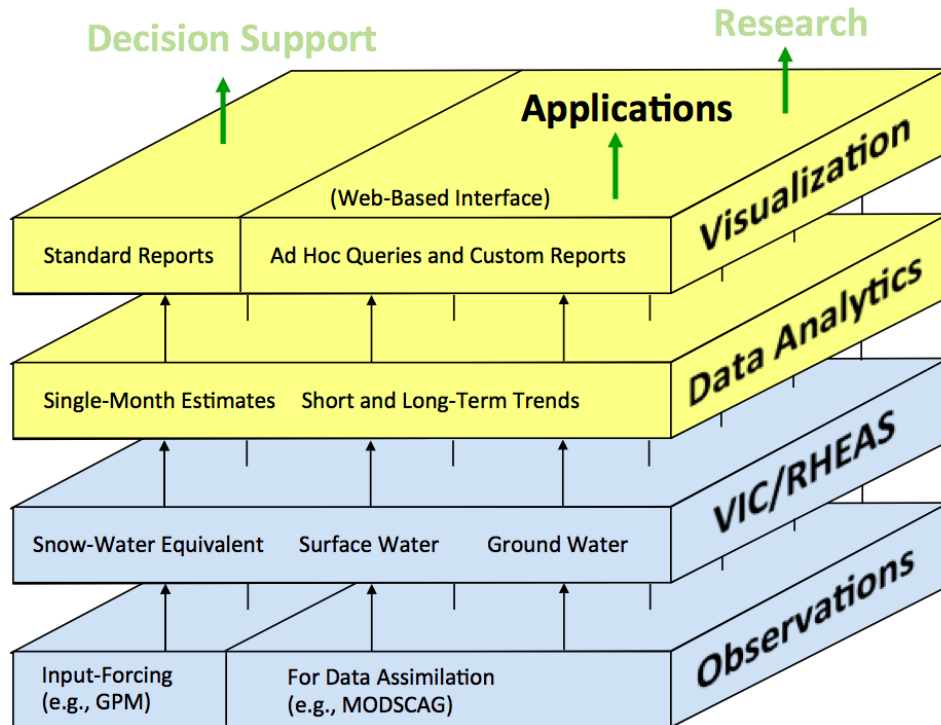 Decision Support
Research
Applications
(Web-Based Interface)
Standard Reports
Ad Hoc Queries and Custom Reports
Visualization
Single-Month Estimates
Short and Long-Term Trends
Data Analytics
Snow-Water Equivalent
Surface Water
Ground Water
VIC/RHEAS
Input-Forcing
(e.g., GPM)
For Data Assimilation
(e.g., MODSCAG)
Observations